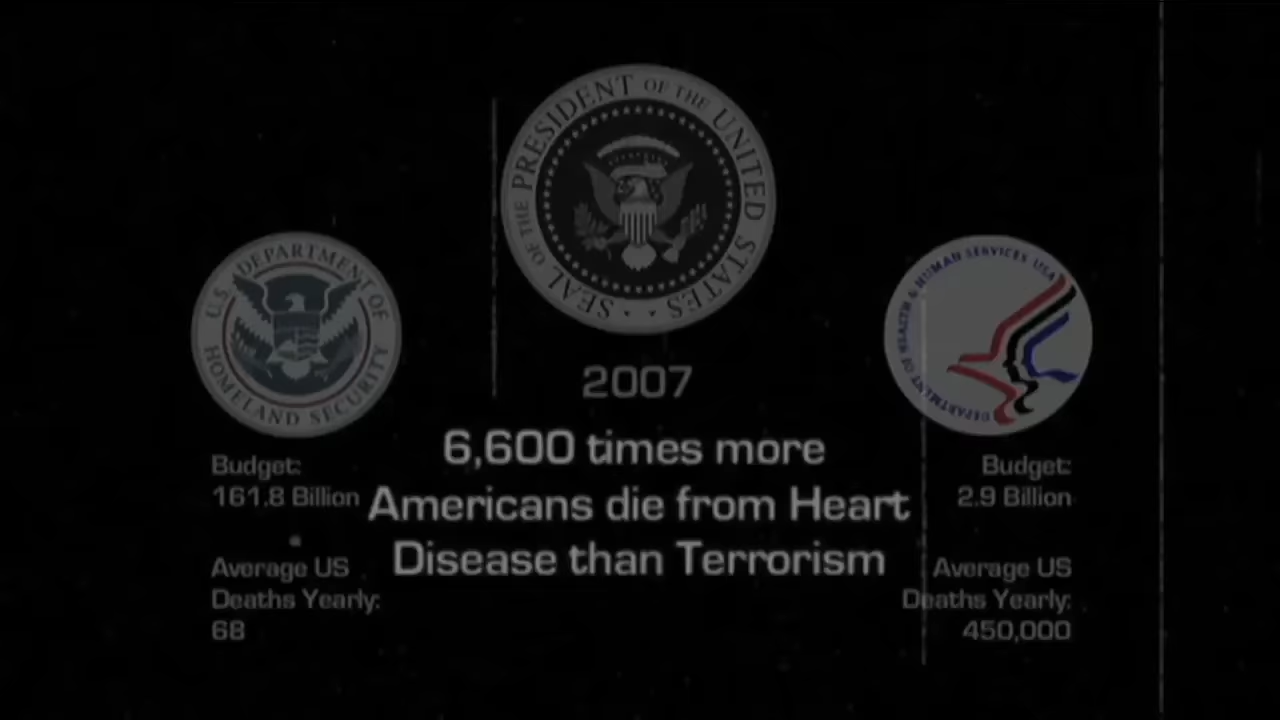 SEAL OF THE PRESIDENT OF THE UNITED STATES
U.S. DEPARTMENT OF HOMELAND SECURITY
DEPARTMENT OF HEALTH & HUMAN SERVICES USA
2007
6,600 times more
Americans die from Heart
Disease than Terrorism
Budget:
161.8 Billion
Average US
Deaths Yearly:
68
Budget:
2.9 Billion
Average US
Deaths Yearly:
450,000